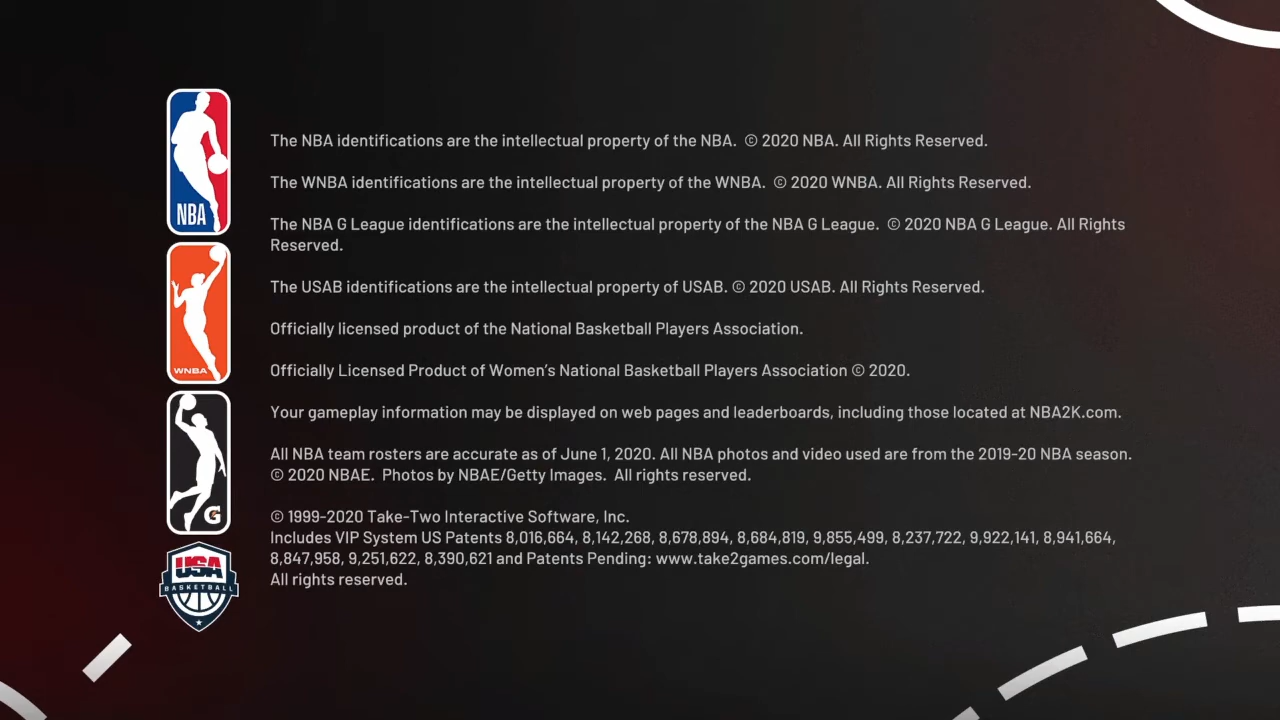 The NBA identifications are the intellectual property of the NBA.  © 2020 NBA. All Rights Reserved.
The WNBA identifications are the intellectual property of the WNBA.  © 2020 WNBA. All Rights Reserved.
The NBA G League identifications are the intellectual property of the NBA G League.  © 2020 NBA G League. All Rights
Reserved.
The USAB identifications are the intellectual property of USAB. © 2020 USAB. All Rights Reserved.
Officially licensed product of the National Basketball Players Association.
Officially Licensed Product of Women’s National Basketball Players Association © 2020.
Your gameplay information may be displayed on web pages and leaderboards, including those located at NBA2K.com.
All NBA team rosters are accurate as of June 1, 2020. All NBA photos and video used are from the 2019-20 NBA season.
© 2020 NBAE.  Photos by NBAE/Getty Images.  All rights reserved.
© 1999-2020 Take-Two Interactive Software, Inc.
Includes VIP System US Patents 8,016,664, 8,142,268, 8,678,894, 8,684,819, 9,855,499, 8,237,722, 9,922,141, 8,941,664,
8,847,958, 9,251,622, 8,390,621 and Patents Pending: www.take2games.com/legal.
All rights reserved.
NBA
WNBA
G
USA
BASKETBALL